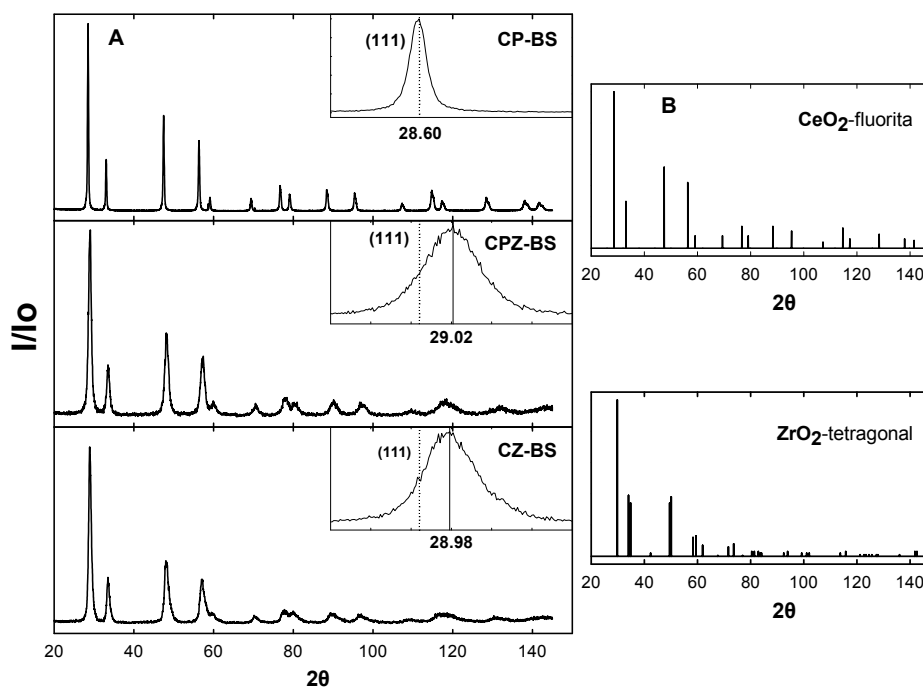 A
(111)
CP-BS
28.60
(111)
CPZ-BS
29.02
(111)
CZ-BS
28.98
I/Io
20 40 60 80 100 120 140
2θ
B
CeO₂-fluorita
20 40 60 80 100 120 140
2θ
ZrO₂-tetragonal
20 40 60 80 100 120 140
2θ